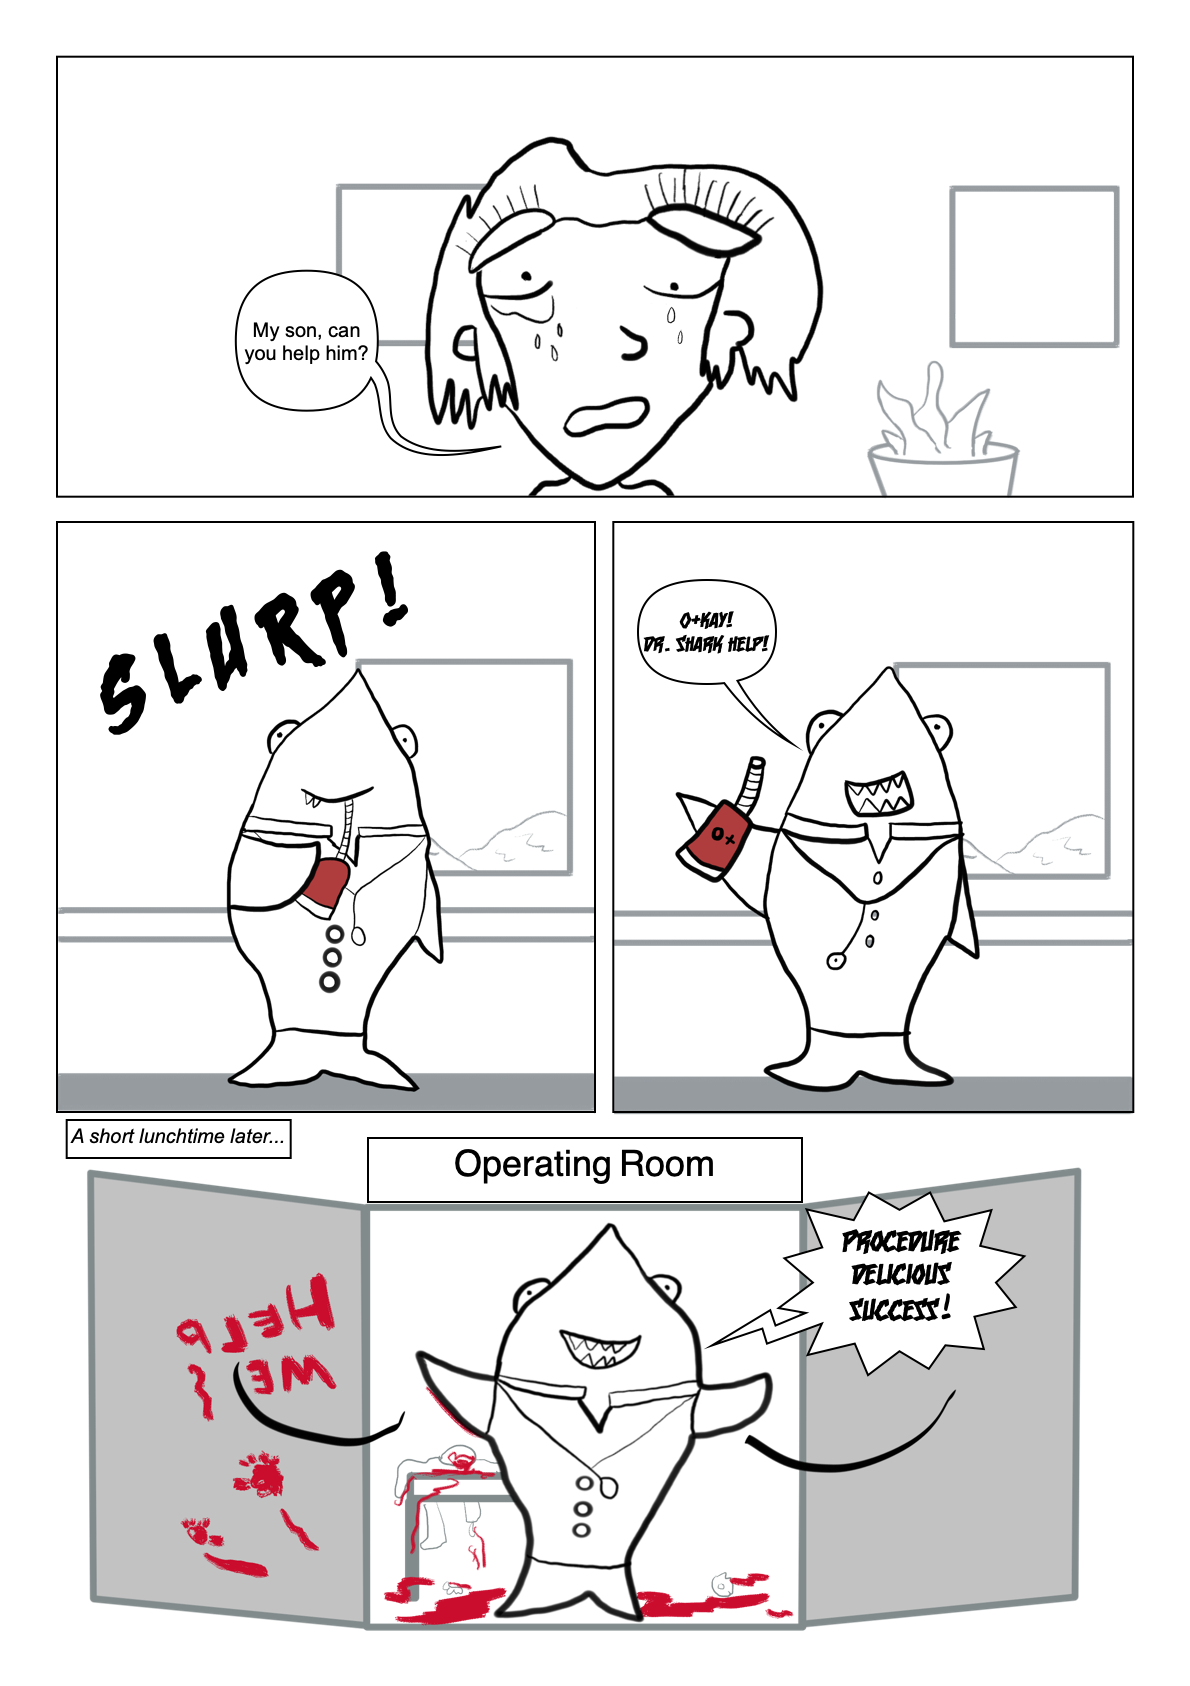 My son, can
you help him?
SLURP!
O+KAY!
DR. SHARK HELP!
O+
A short lunchtime later...
Operating Room
PROCEDURE
DELICIOUS
SUCCESS!
HELP
ME